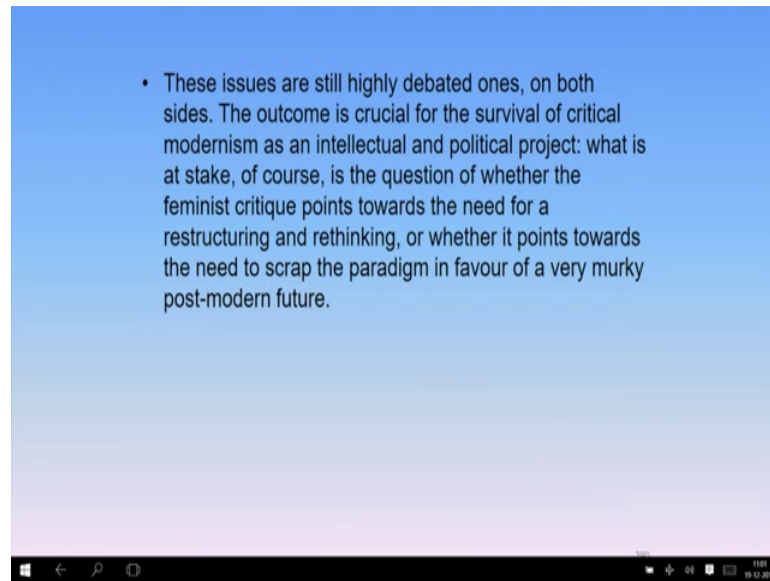 • These issues are still highly debated ones, on both
sides. The outcome is crucial for the survival of critical
modernism as an intellectual and political project: what is
at stake, of course, is the question of whether the
feminist critique points towards the need for a
restructuring and rethinking, or whether it points towards
the need to scrap the paradigm in favour of a very murky
post-modern future.
11:01